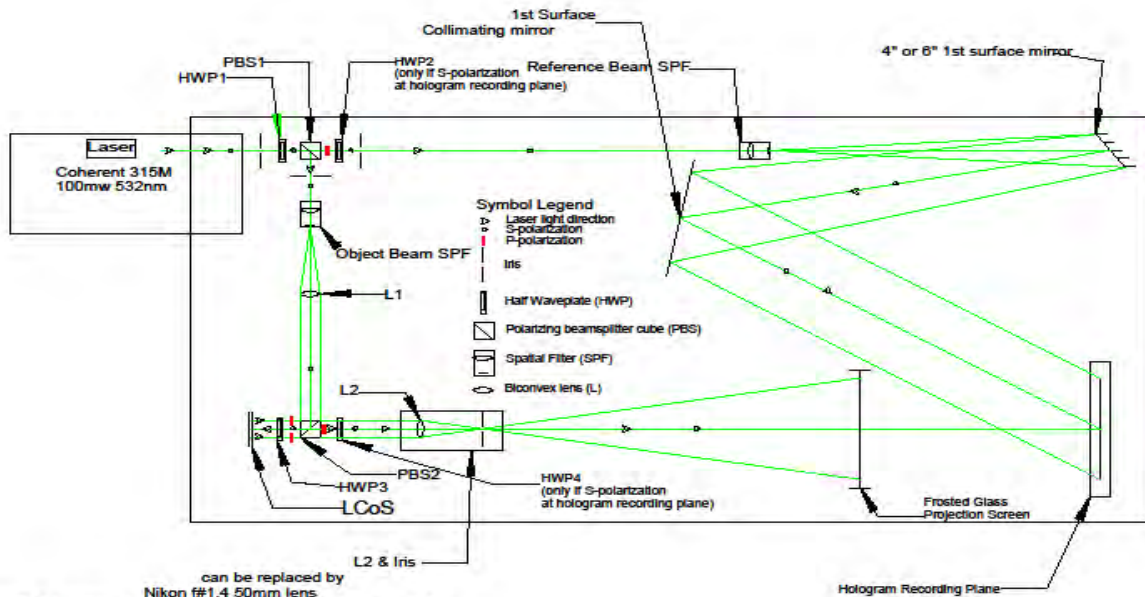 1st Surface
Collimating mirror
4" or 6" 1st surface mirror
PBS1
HWP1
HWP2
(only if S-polarization
at hologram recording plane)
Reference Beam SPF
Laser
Coherent 315M
100mw 532nm
Symbol Legend
Laser light direction
S-polarization
P-polarization
Iris
Half Waveplate (HWP)
Polarizing beamsplitter cube (PBS)
Spatial Filter (SPF)
Biconvex lens (L)
Object Beam SPF
L1
L2
PBS2
HWP3
LCoS
HWP4
(only if S-polarization
at hologram recording plane)
Frosted Glass
Projection Screen
L2 & Iris
can be replaced by
Nikon f#1.4 50mm lens
Hologram Recording Plane